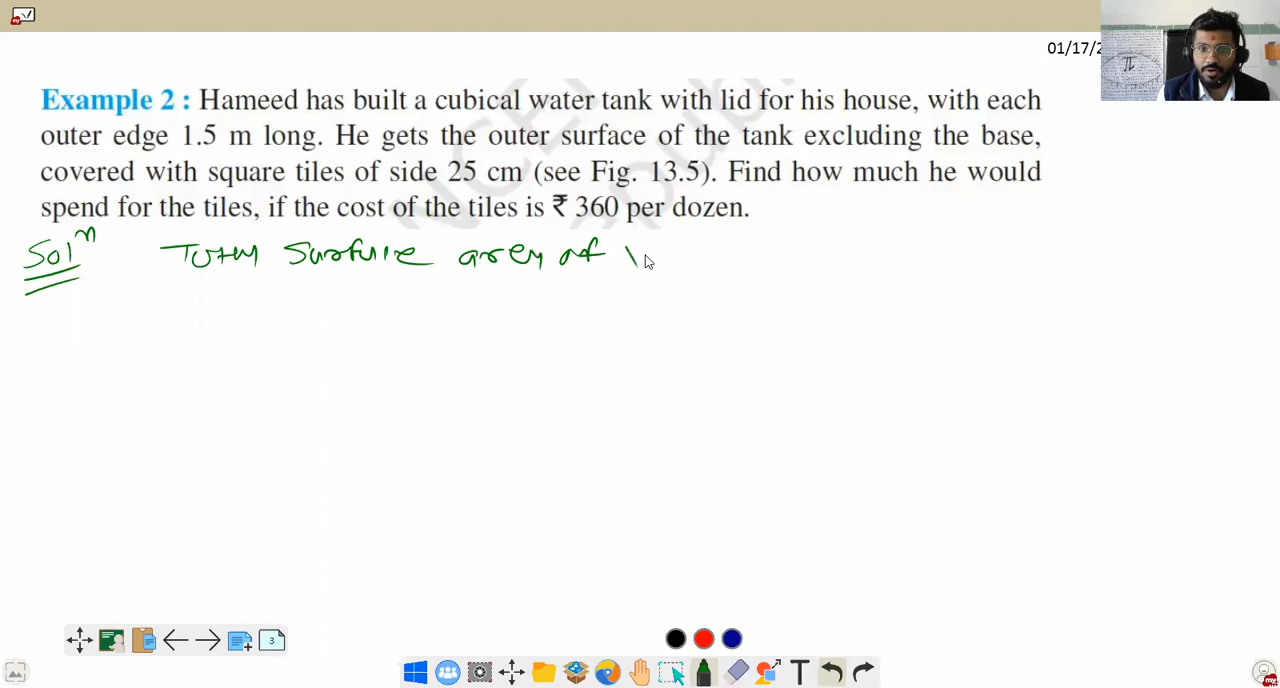 01/17/2
Example 2 : Hameed has built a cubical water tank with lid for his house, with each
outer edge 1.5 m long. He gets the outer surface of the tank excluding the base,
covered with square tiles of side 25 cm (see Fig. 13.5). Find how much he would
spend for the tiles, if the cost of the tiles is ₹ 360 per dozen.
Solⁿ Total Surface area of
3